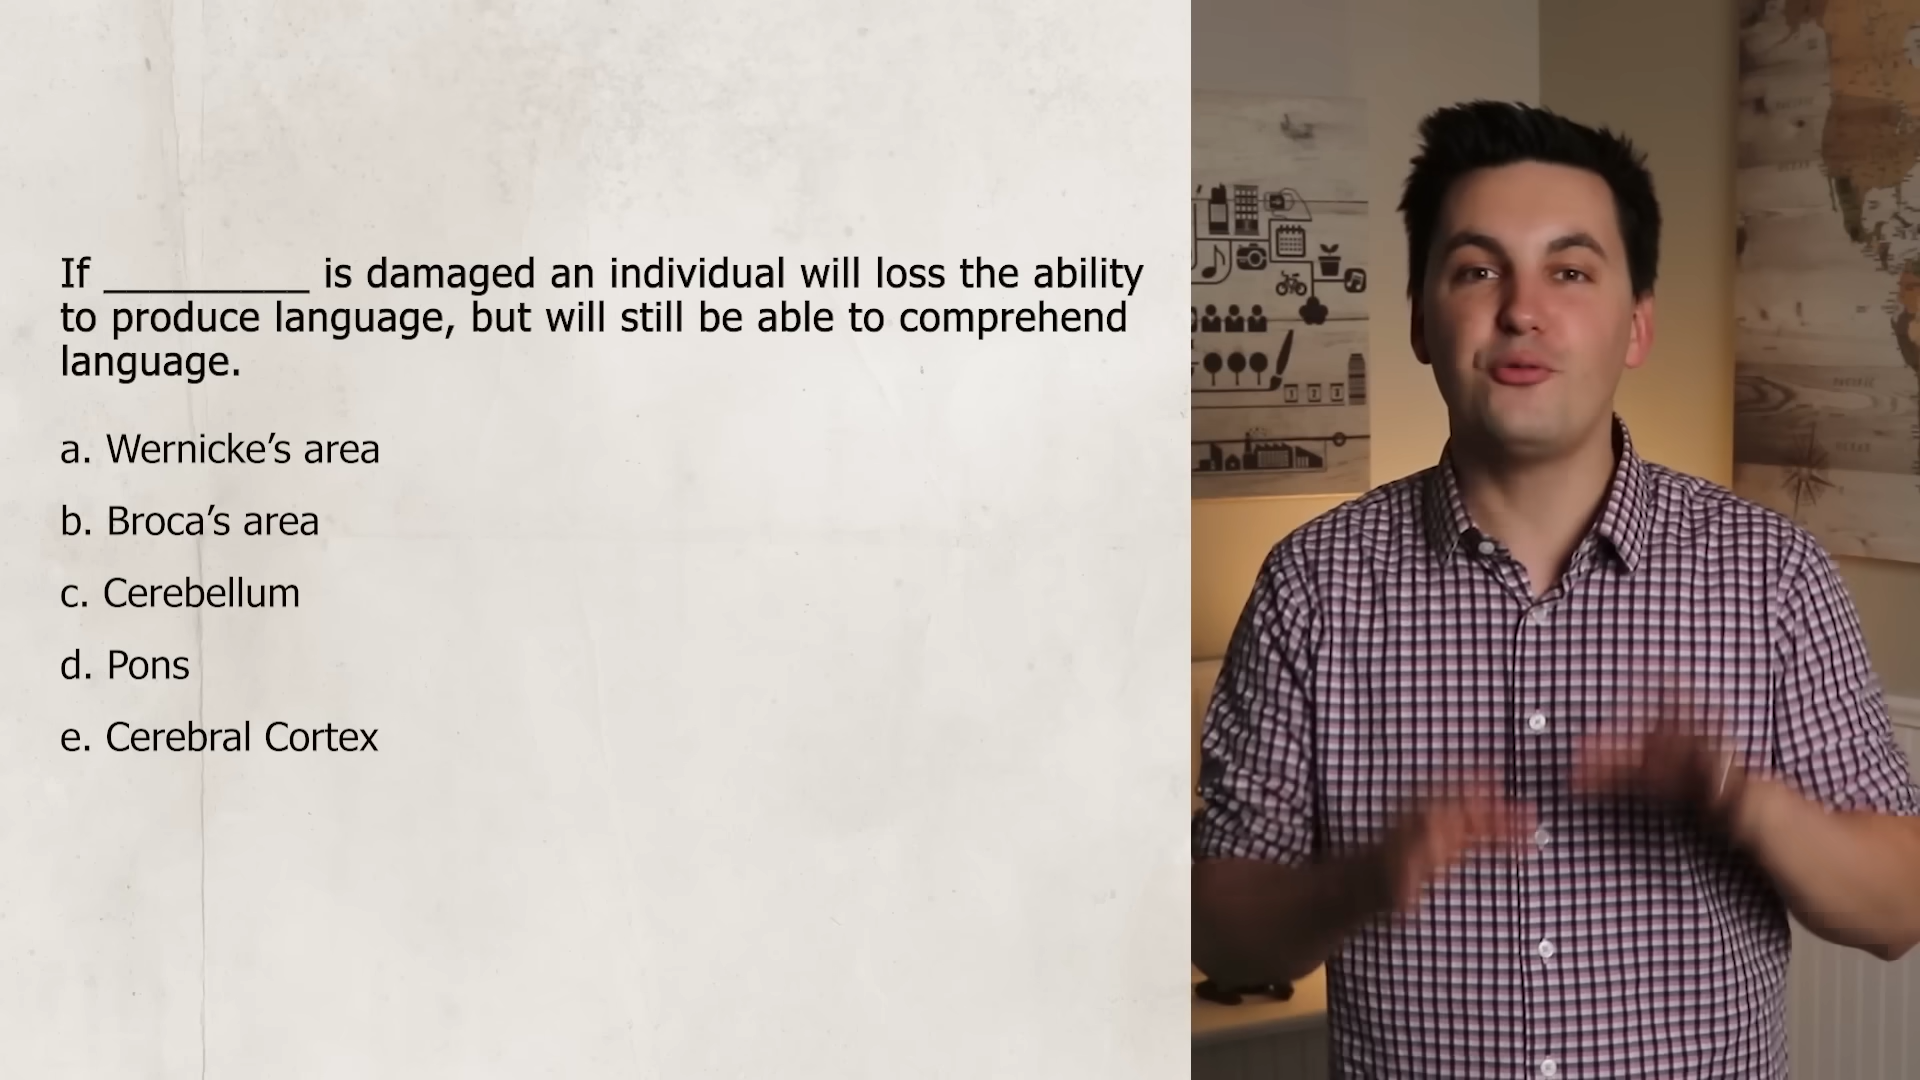 If __________ is damaged an individual will loss the ability
to produce language, but will still be able to comprehend
language.
a. Wernicke’s area
b. Broca’s area
c. Cerebellum
d. Pons
e. Cerebral Cortex